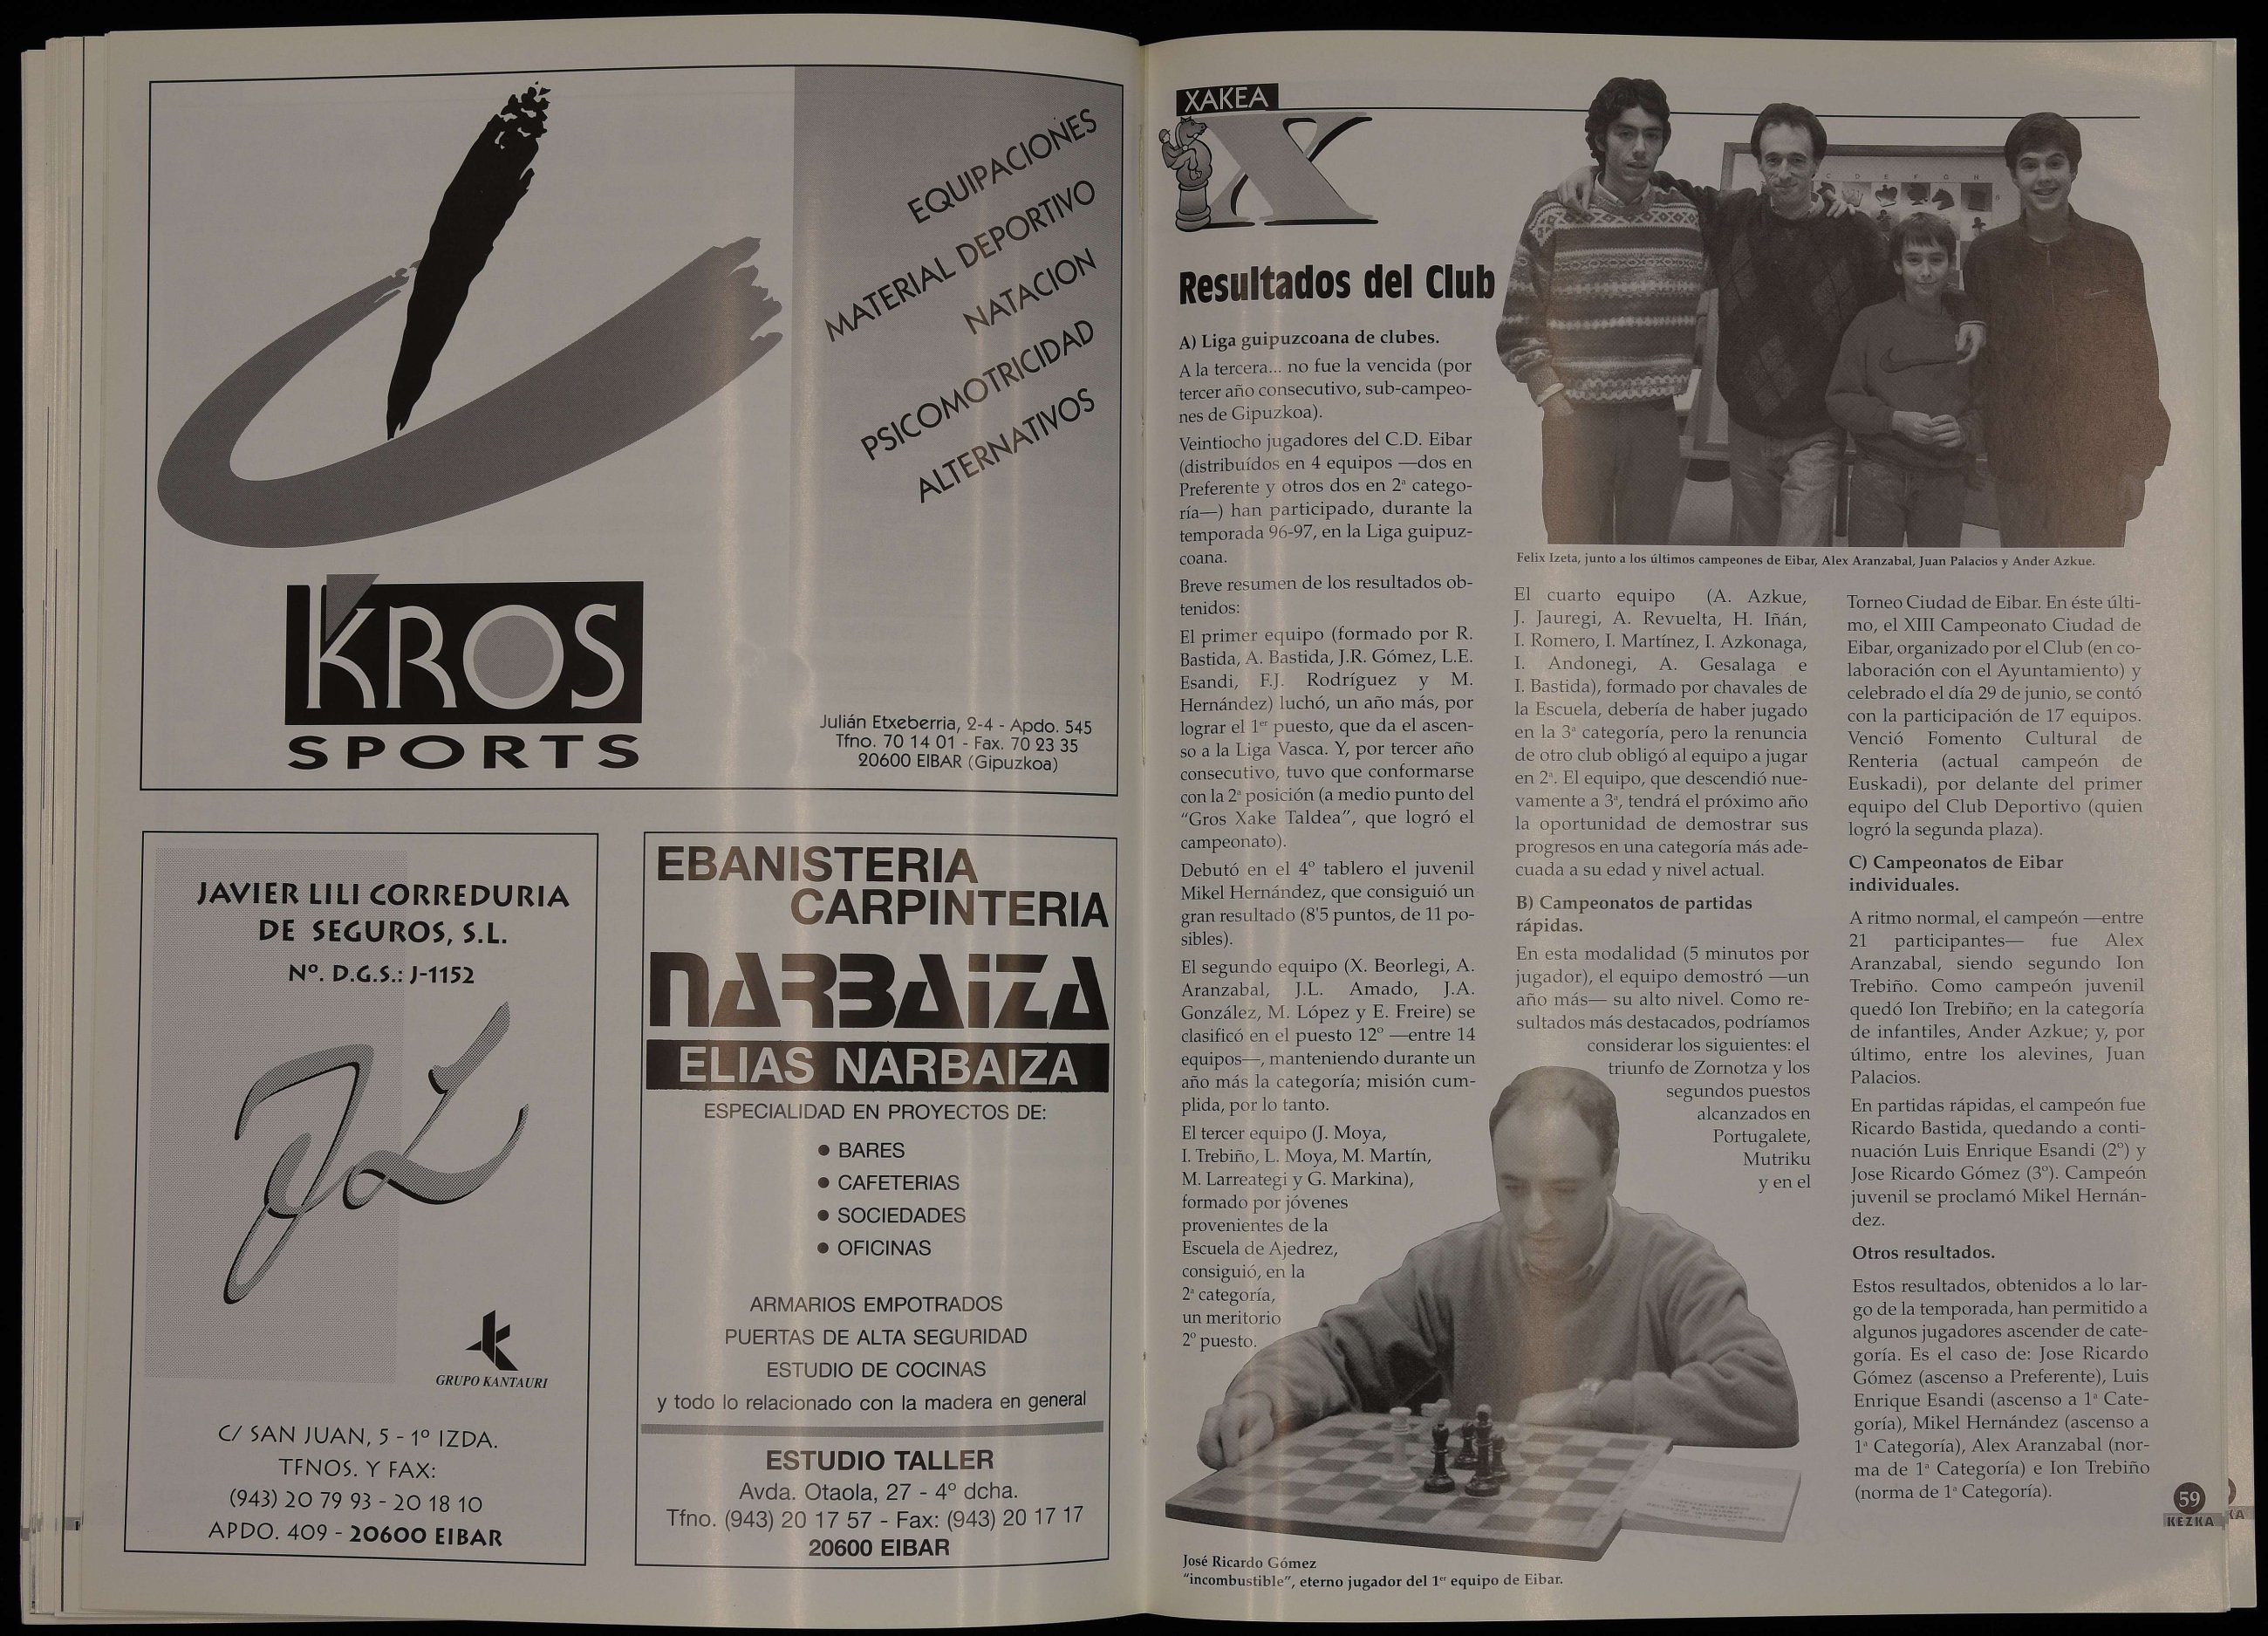 EQUIPACIONES
MATERIAL DEPORTIVO
NATACION
PSICOMOTRICIDAD
ALTERNATIVOS
KROS
SPORTS
Julián Etxeberria, 2-4 - Apdo. 545
Tfno. 70 14 01 - Fax. 70 23 35
20600 EIBAR (Gipuzkoa)
JAVIER LILI CORREDURIA
DE SEGUROS, S.L.
Nº. D.G.S.: J-1152
JL
GRUPO KANTAURI
C/ SAN JUAN, 5 - 1º IZDA.
TFNOS. Y FAX:
(943) 20 79 93 - 20 18 10
APDO. 409 - 20600 EIBAR
EBANISTERIA
CARPINTERIA
NARBAIZA
ELIAS NARBAIZA
ESPECIALIDAD EN PROYECTOS DE:
• BARES
• CAFETERIAS
• SOCIEDADES
• OFICINAS
ARMARIOS EMPOTRADOS
PUERTAS DE ALTA SEGURIDAD
ESTUDIO DE COCINAS
y todo lo relacionado con la madera en general
ESTUDIO TALLER
Avda. Otaola, 27 - 4º dcha.
Tfno. (943) 20 17 57 - Fax: (943) 20 17 17
20600 EIBAR
XAKEA
X
Resultados del Club
A) Liga guipuzcoana de clubes.
A la tercera... no fue la vencida (por
tercer año consecutivo, sub-campeo-
nes de Gipuzkoa).
Veintiocho jugadores del C.D. Eibar
(distribuídos en 4 equipos —dos en
Preferente y otros dos en 2ª catego-
ría—) han participado, durante la
temporada 96-97, en la Liga guipuz-
coana.
Breve resumen de los resultados ob-
tenidos:
El primer equipo (formado por R.
Bastida, A. Bastida, J.R. Gómez, L.E.
Esandi, F.J. Rodríguez y M.
Hernández) luchó, un año más, por
lograr el 1er puesto, que da el ascen-
so a la Liga Vasca. Y, por tercer año
consecutivo, tuvo que conformarse
con la 2ª posición (a medio punto del
“Gros Xake Taldea”, que logró el
campeonato).
Debutó en el 4º tablero el juvenil
Mikel Hernández, que consiguió un
gran resultado (8'5 puntos, de 11 po-
sibles).
El segundo equipo (X. Beorlegi, A.
Aranzabal, J.L. Amado, J.A.
González, M. López y E. Freire) se
clasificó en el puesto 12º —entre 14
equipos—, manteniendo durante un
año más la categoría; misión cum-
plida, por lo tanto.
El tercer equipo (J. Moya,
I. Trebiño, L. Moya, M. Martín,
M. Larreategi y G. Markina),
formado por jóvenes
provenientes de la
Escuela de Ajedrez,
consiguió, en la
2ª categoría,
un meritorio
2º puesto.
José Ricardo Gómez
“incombustible”, eterno jugador del 1er equipo de Eibar.
Felix Izeta, junto a los últimos campeones de Eibar, Alex Aranzabal, Juan Palacios y Ander Azkue.
El cuarto equipo (A. Azkue,
J. Jauregi, A. Revuelta, H. Iñán,
I. Romero, I. Martínez, I. Azkonaga,
I. Andonegi, A. Gesalaga e
I. Bastida), formado por chavales de
la Escuela, debería de haber jugado
en la 3ª categoría, pero la renuncia
de otro club obligó al equipo a jugar
en 2ª. El equipo, que descendió nue-
vamente a 3ª, tendrá el próximo año
la oportunidad de demostrar sus
progresos en una categoría más ade-
cuada a su edad y nivel actual.
B) Campeonatos de partidas
rápidas.
En esta modalidad (5 minutos por
jugador), el equipo demostró —un
año más— su alto nivel. Como re-
sultados más destacados, podríamos
considerar los siguientes: el
triunfo de Zornotza y los
segundos puestos
alcanzados en
Portugalete,
Mutriku
y en el
Torneo Ciudad de Eibar. En éste últi-
mo, el XIII Campeonato Ciudad de
Eibar, organizado por el Club (en co-
laboración con el Ayuntamiento) y
celebrado el día 29 de junio, se contó
con la participación de 17 equipos.
Venció Fomento Cultural de
Renteria (actual campeón de
Euskadi), por delante del primer
equipo del Club Deportivo (quien
logró la segunda plaza).
C) Campeonatos de Eibar
individuales.
A ritmo normal, el campeón —entre
21 participantes— fue Alex
Aranzabal, siendo segundo Ion
Trebiño. Como campeón juvenil
quedó Ion Trebiño; en la categoría
de infantiles, Ander Azkue; y, por
último, entre los alevines, Juan
Palacios.
En partidas rápidas, el campeón fue
Ricardo Bastida, quedando a conti-
nuación Luis Enrique Esandi (2º) y
Jose Ricardo Gómez (3º). Campeón
juvenil se proclamó Mikel Hernán-
dez.
Otros resultados.
Estos resultados, obtenidos a lo lar-
go de la temporada, han permitido a
algunos jugadores ascender de cate-
goría. Es el caso de: Jose Ricardo
Gómez (ascenso a Preferente), Luis
Enrique Esandi (ascenso a 1ª Cate-
goría), Mikel Hernández (ascenso a
1ª Categoría), Alex Aranzabal (nor-
ma de 1ª Categoría) e Ion Trebiño
(norma de 1ª Categoría).
59
KEZKA